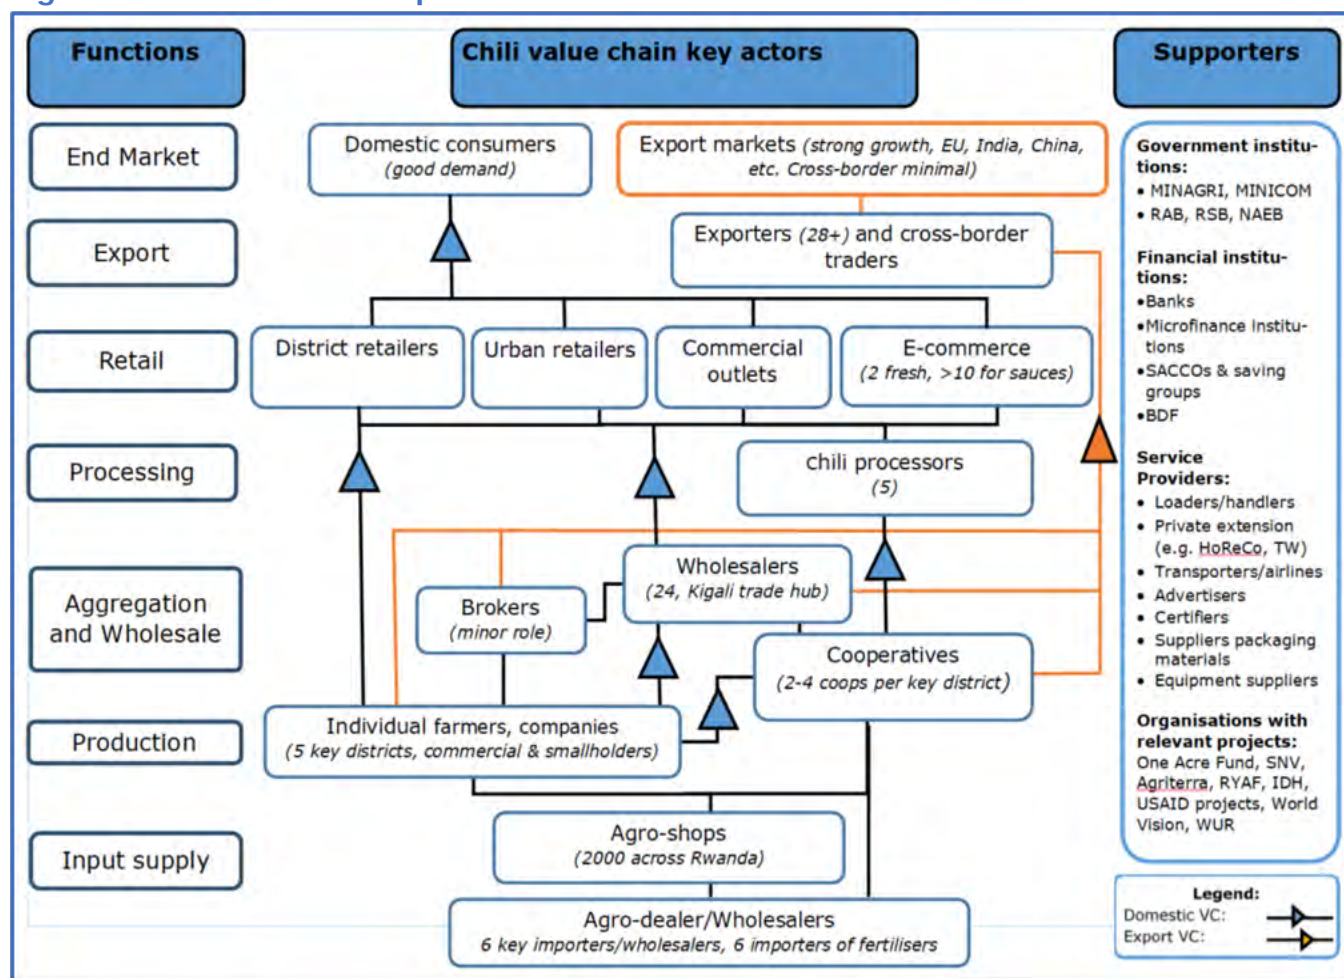 Functions
Chili value chain key actors
Supporters
End Market
Domestic consumers
(good demand)
Export markets (strong growth, EU, India, China,
etc. Cross-border minimal)
Export
Exporters (28+) and cross-border
traders
Retail
District retailers
Urban retailers
Commercial
outlets
E-commerce
(2 fresh, >10 for sauces)
Processing
Chili processors
(5)
Aggregation
and Wholesale
Wholesalers
(24, Kigali trade hub)
Brokers
(minor role)
Cooperatives
(2-4 coops per key district)
Production
Individual farmers, companies
(5 key districts, commercial & smallholders)
Input supply
Agro-shops
(2000 across Rwanda)
Agro-dealer/Wholesalers
6 key importers/wholesalers, 6 importers of fertilisers
Government institu-
tions:
• MINAGRI, MINICOM
• RAB, RSB, NAEB
Financial institu-
tions:
•Banks
•Microfinance Institu-
tions
•SACCOs & saving
groups
•BDF
Service
Providers:
• Loaders/handlers
• Private extension
(e.g. HoReCo, TW)
• Transporters/airlines
• Advertisers
• Certifiers
• Suppliers packaging
materials
• Equipment suppliers
Organisations with
relevant projects:
One Acre Fund, SNV,
Agriterra, RYAF, IDH,
USAID projects, World
Vision, WUR
Legend:
Domestic VC:
Export VC: